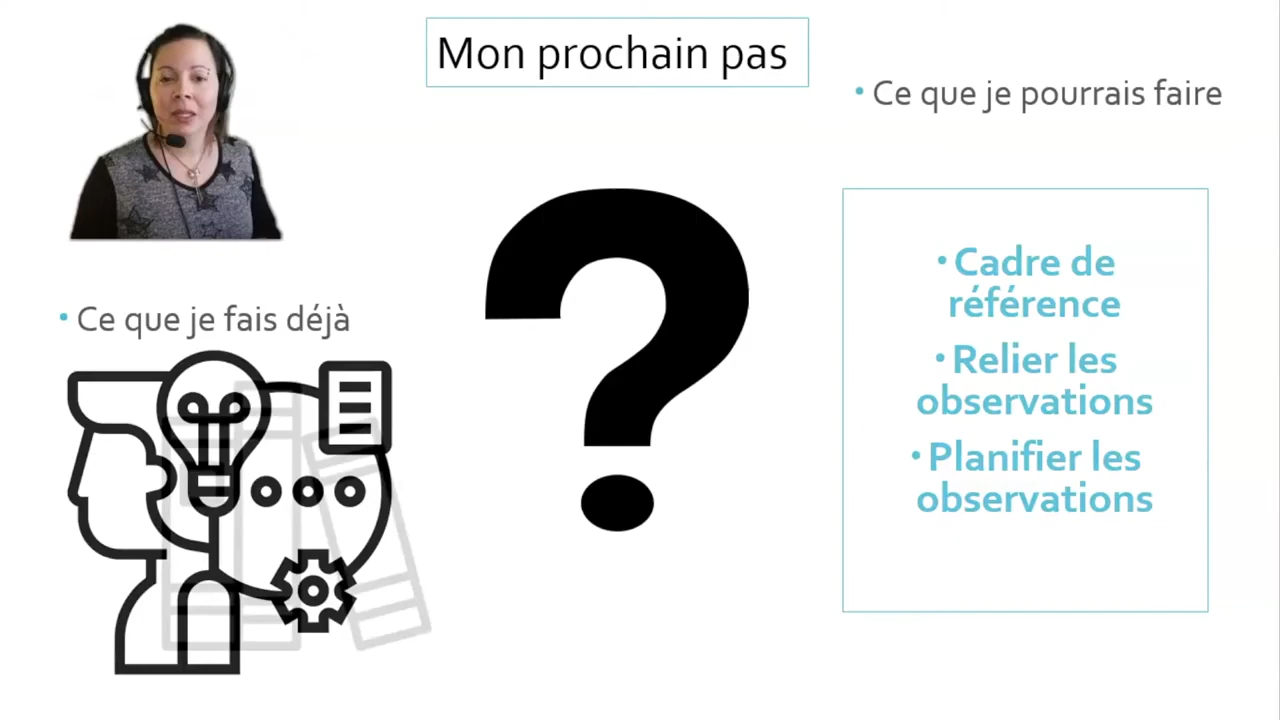 Mon prochain pas
• Ce que je pourrais faire
• Ce que je fais déjà
• Cadre de
référence
• Relier les
observations
• Planifier les
observations